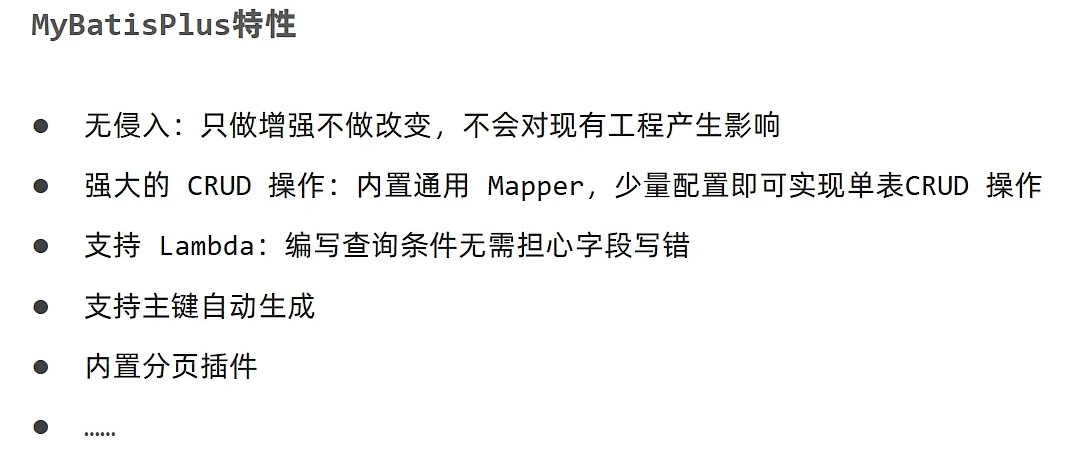 MyBatisPlus特性
● 无侵入：只做增强不做改变，不会对现有工程产生影响
● 强大的 CRUD 操作：内置通用 Mapper，少量配置即可实现单表CRUD 操作
● 支持 Lambda：编写查询条件无需担心字段写错
● 支持主键自动生成
● 内置分页插件
● ……